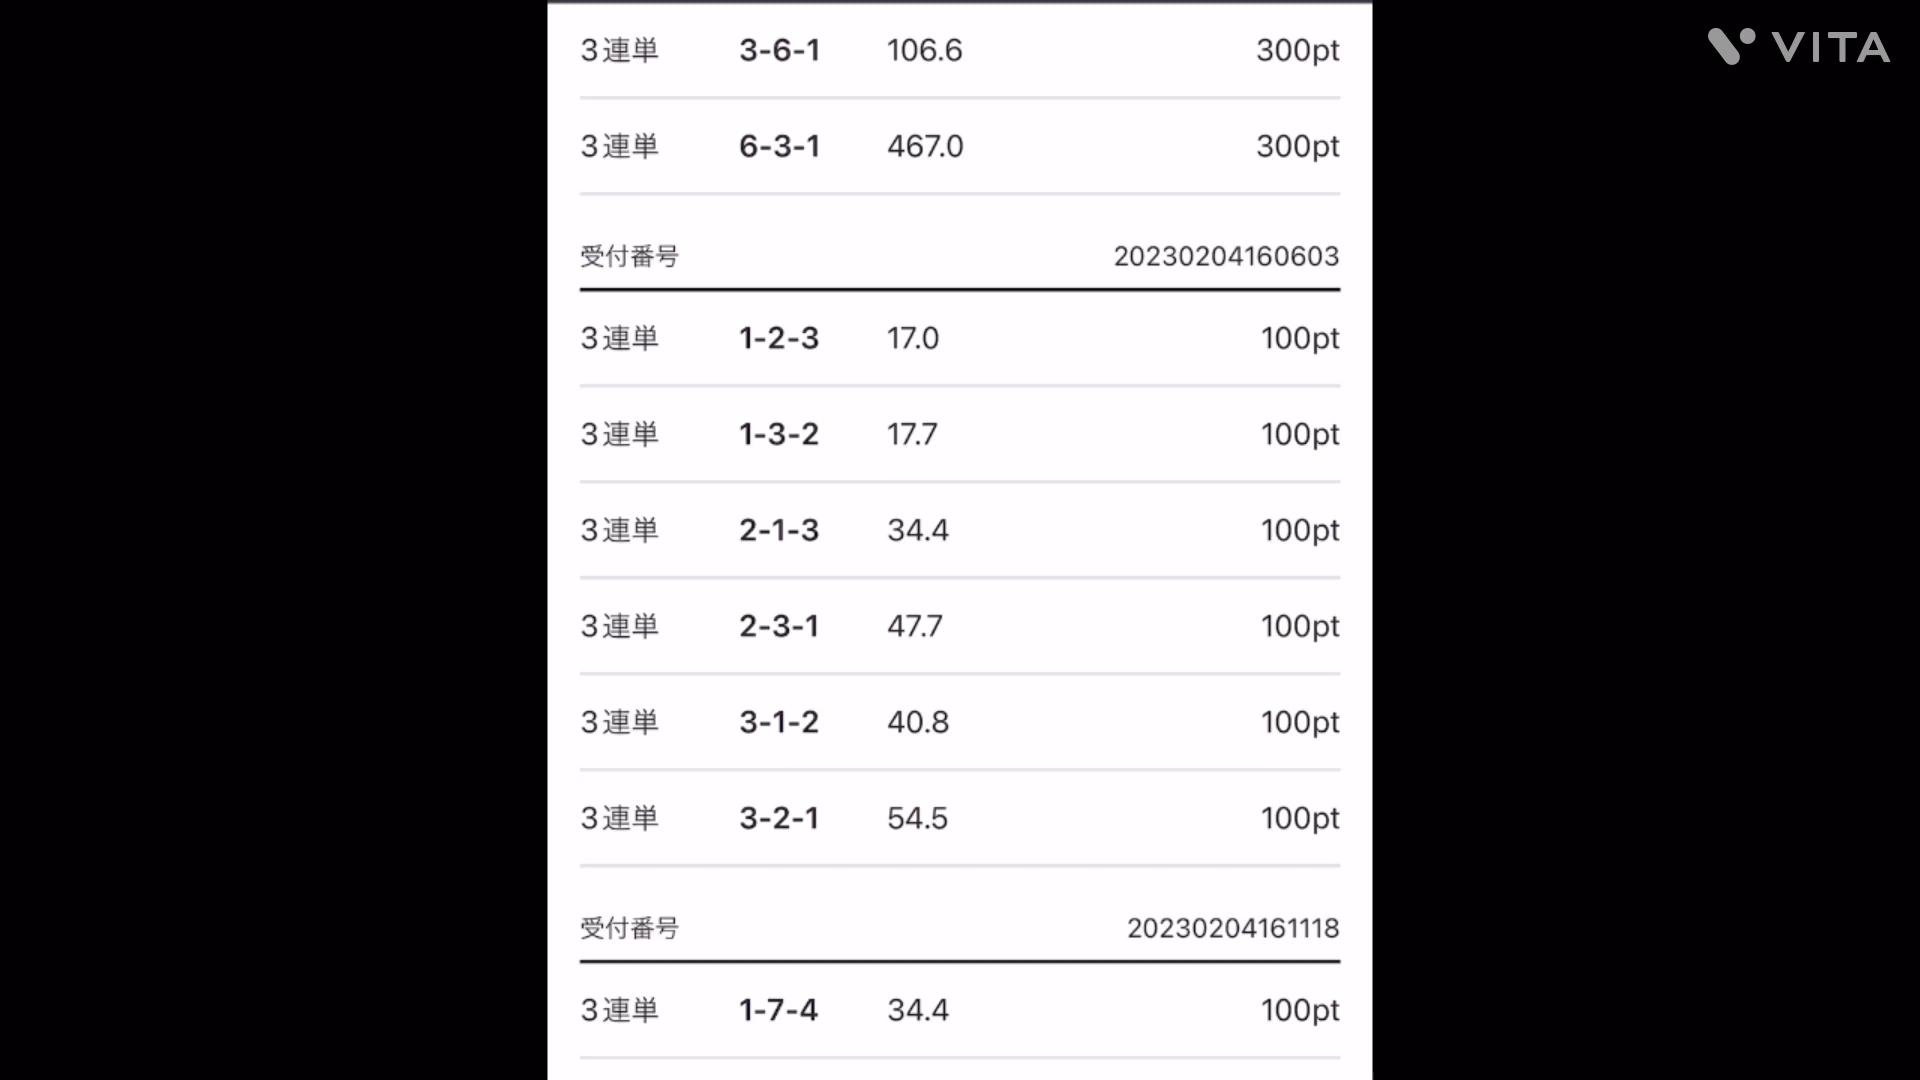 ３連単 3-6-1 106.6 300pt
VITA
３連単 6-3-1 467.0 300pt
受付番号 20230204160603
３連単 1-2-3 17.0 100pt
３連単 1-3-2 17.7 100pt
３連単 2-1-3 34.4 100pt
３連単 2-3-1 47.7 100pt
３連単 3-1-2 40.8 100pt
３連単 3-2-1 54.5 100pt
受付番号 20230204161118
３連単 1-7-4 34.4 100pt